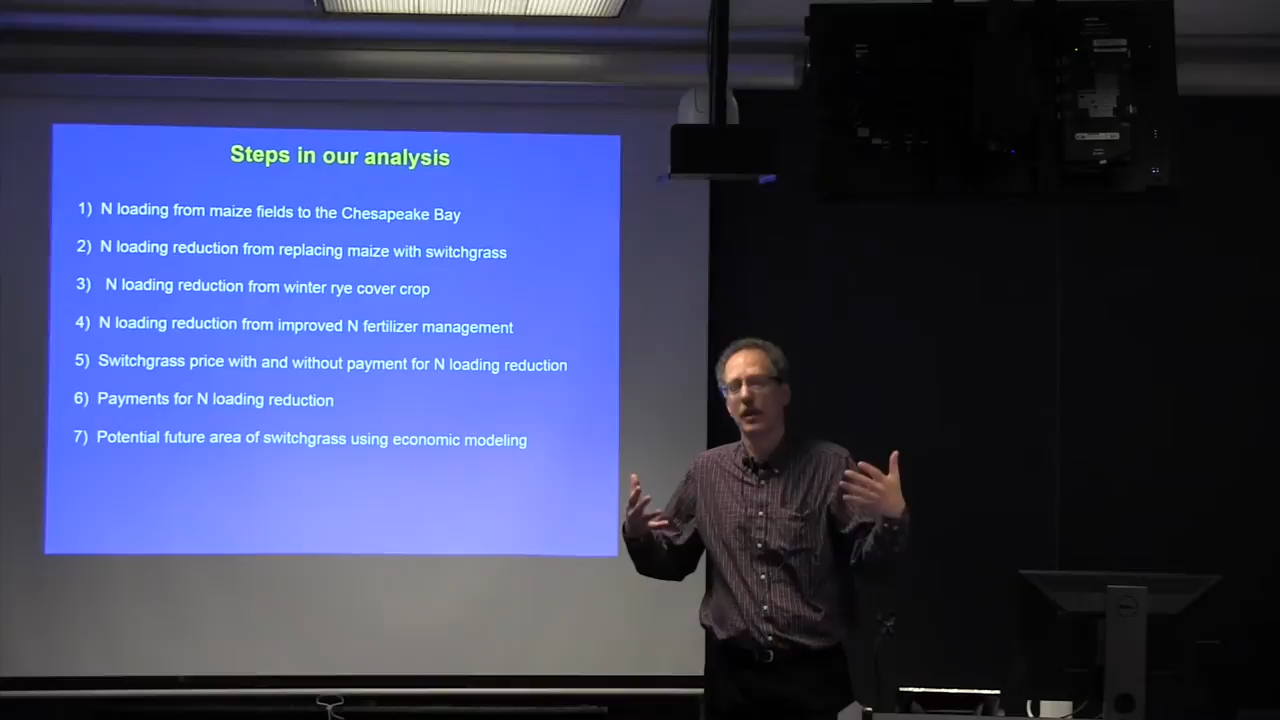 Steps in our analysis
1) N loading from maize fields to the Chesapeake Bay
2) N loading reduction from replacing maize with switchgrass
3) N loading reduction from winter rye cover crop
4) N loading reduction from improved N fertilizer management
5) Switchgrass price with and without payment for N loading reduction
6) Payments for N loading reduction
7) Potential future area of switchgrass using economic modeling
DELL